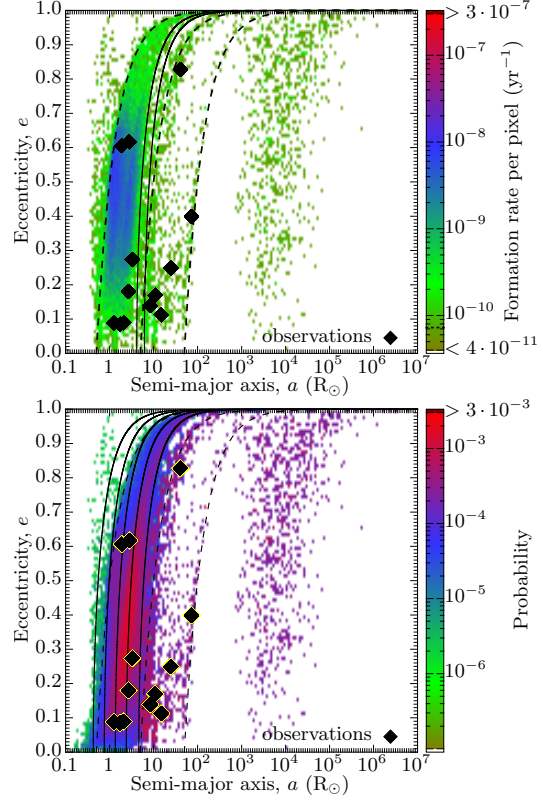 1.0
0.9
0.8
0.7
0.6
0.5
0.4
0.3
0.2
0.1
0.0
Eccentricity, e
0.1 1 10 10² 10³ 10⁴ 10⁵ 10⁶ 10⁷
Semi-major axis, a (R☉)
observations
> 3 · 10⁻⁷
10⁻⁷
10⁻⁸
10⁻⁹
10⁻¹⁰
< 4 · 10⁻¹¹
Formation rate per pixel (yr⁻¹)
1.0
0.9
0.8
0.7
0.6
0.5
0.4
0.3
0.2
0.1
0.0
Eccentricity, e
0.1 1 10 10² 10³ 10⁴ 10⁵ 10⁶ 10⁷
Semi-major axis, a (R☉)
observations
> 3 · 10⁻³
10⁻³
10⁻⁴
10⁻⁵
10⁻⁶
Probability